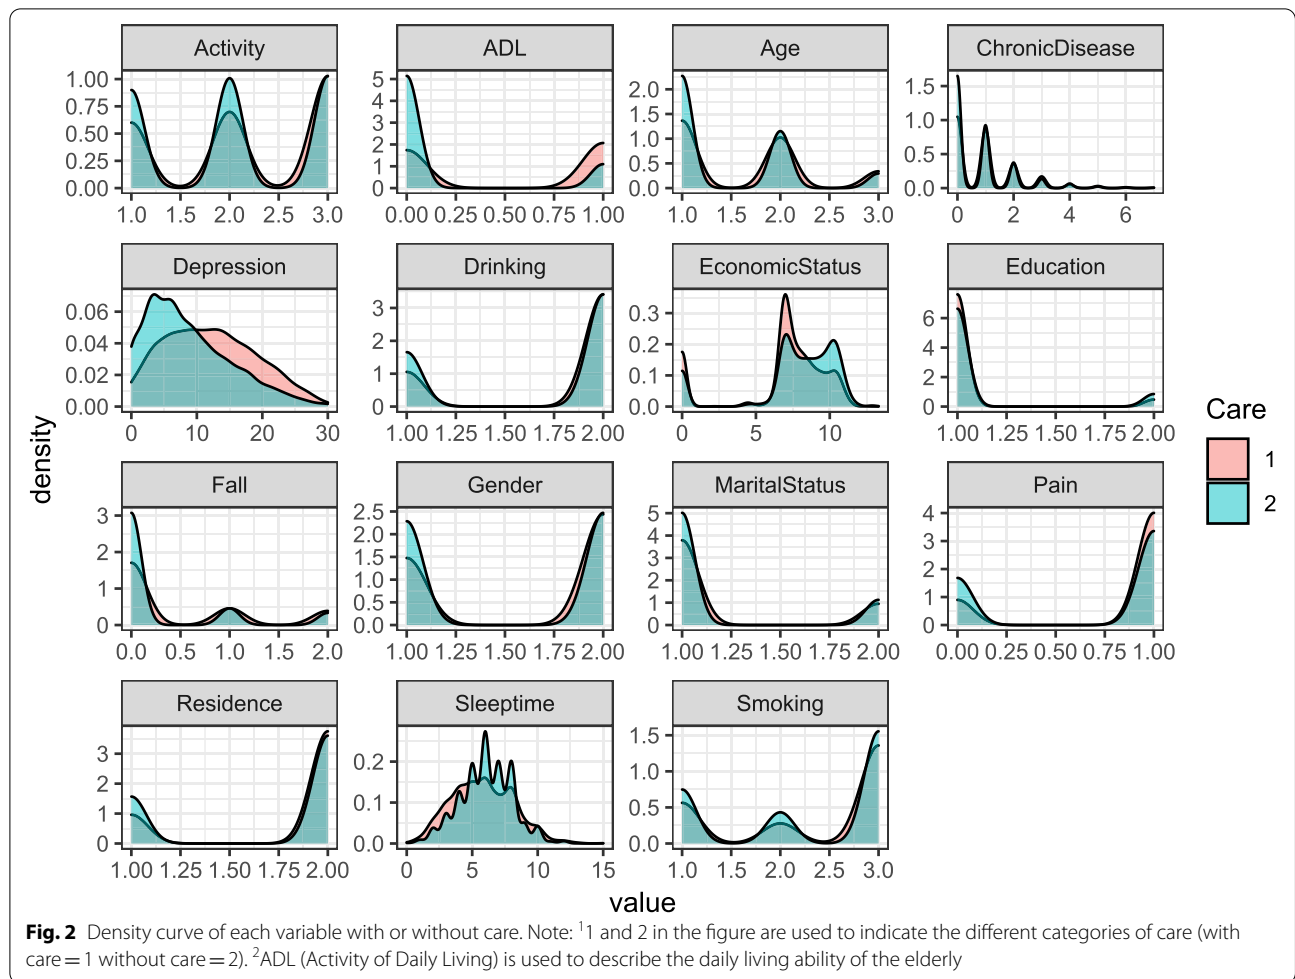 Activity ADL Age ChronicDisease
1.00 0.75 0.50 0.25 0.00
1.0 1.5 2.0 2.5 3.0
5 4 3 2 1 0
0.00 0.25 0.50 0.75 1.00
2.0 1.5 1.0 0.5 0.0
1.0 1.5 2.0 2.5 3.0
1.5 1.0 0.5 0.0
0 2 4 6
Depression Drinking EconomicStatus Education
0.06 0.04 0.02 0.00
0 10 20 30
3 2 1 0
1.00 1.25 1.50 1.75 2.00
0.3 0.2 0.1 0.0
0 5 10
6 4 2 0
1.00 1.25 1.50 1.75 2.00
density
Care
1
2
Fall Gender MaritalStatus Pain
3 2 1 0
0.0 0.5 1.0 1.5 2.0
2.5 2.0 1.5 1.0 0.5 0.0
1.00 1.25 1.50 1.75 2.00
5 4 3 2 1 0
1.00 1.25 1.50 1.75 2.00
4 3 2 1 0
0.00 0.25 0.50 0.75 1.00
Residence Sleeptime Smoking
3 2 1 0
1.00 1.25 1.50 1.75 2.00
0.2 0.1 0.0
0 5 10 15
1.5 1.0 0.5 0.0
1.0 1.5 2.0 2.5 3.0
value
Fig. 2 Density curve of each variable with or without care. Note: ¹1 and 2 in the figure are used to indicate the different categories of care (with
care = 1 without care = 2). ²ADL (Activity of Daily Living) is used to describe the daily living ability of the elderly